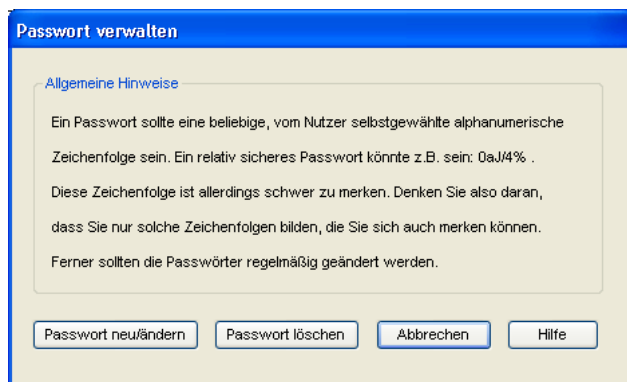 Passwort verwalten
Allgemeine Hinweise
Ein Passwort sollte eine beliebige, vom Nutzer selbstgewählte alphanumerische
Zeichenfolge sein. Ein relativ sicheres Passwort könnte z.B. sein: 0aJ/4% .
Diese Zeichenfolge ist allerdings schwer zu merken. Denken Sie also daran,
dass Sie nur solche Zeichenfolgen bilden, die Sie sich auch merken können.
Ferner sollten die Passwörter regelmäßig geändert werden.
Passwort neu/ändern Passwort löschen Abbrechen Hilfe